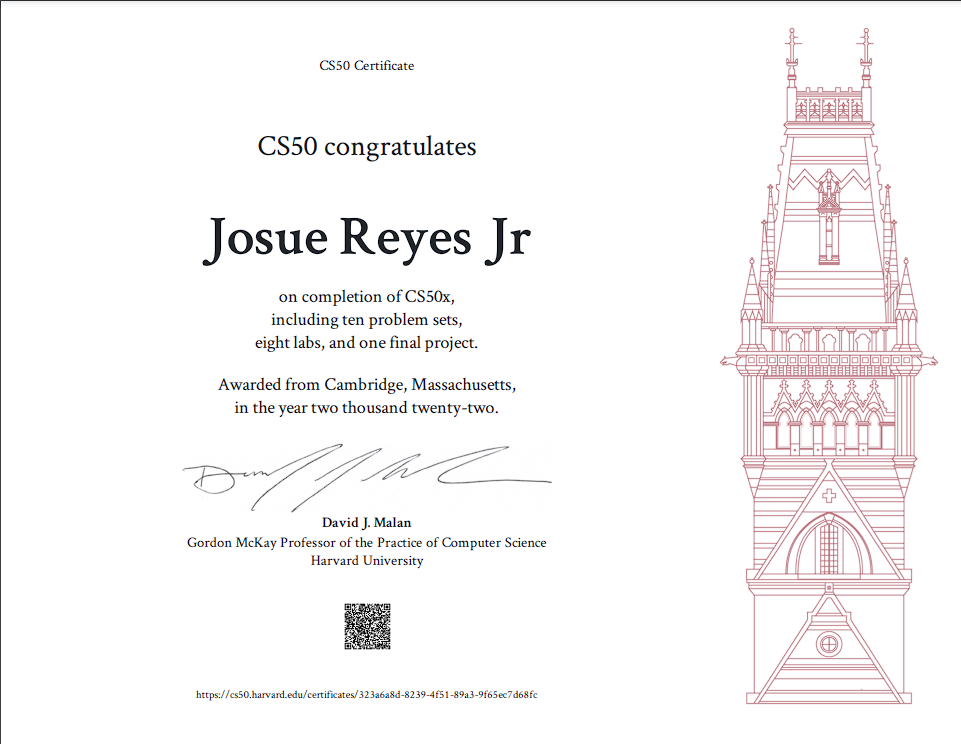 CS50 Certificate
CS50 congratulates
Josue Reyes Jr
on completion of CS50x,
including ten problem sets,
eight labs, and one final project.
Awarded from Cambridge, Massachusetts,
in the year two thousand twenty-two.
David J. Malan
Gordon McKay Professor of the Practice of Computer Science
Harvard University
https://cs50.harvard.edu/certificates/323a6a8d-8239-4f51-89a3-9f65ec7d68fc